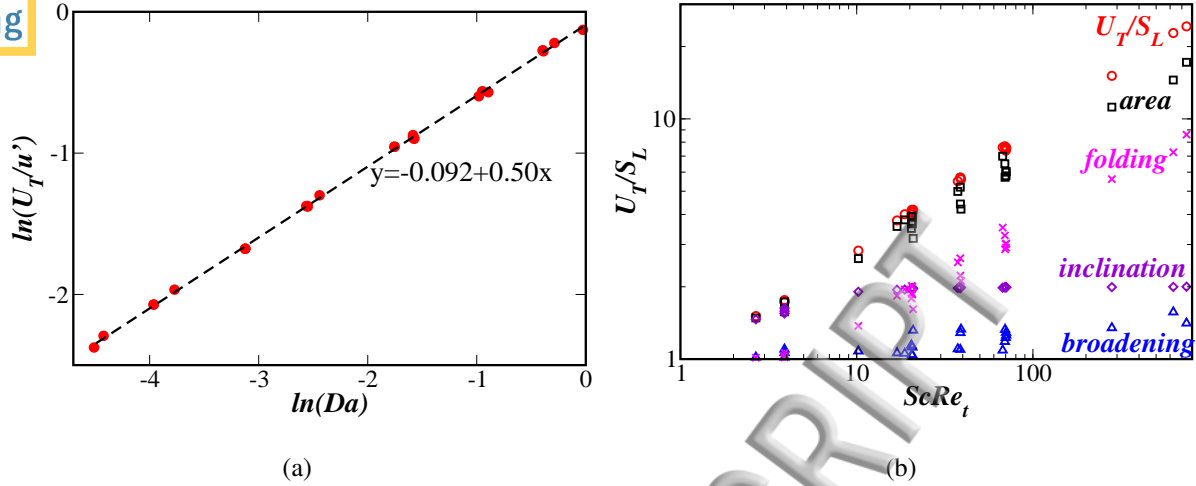 g
0
-1
-2
ln(U_T/u')
y=-0.092+0.50x
-4 -3 -2 -1 0
ln(Da)
(a)
U_T/S_L
10
1
U_T/S_L
area
folding
inclination
broadening
1 10 100
ScRe_t
(b)
CRIPT